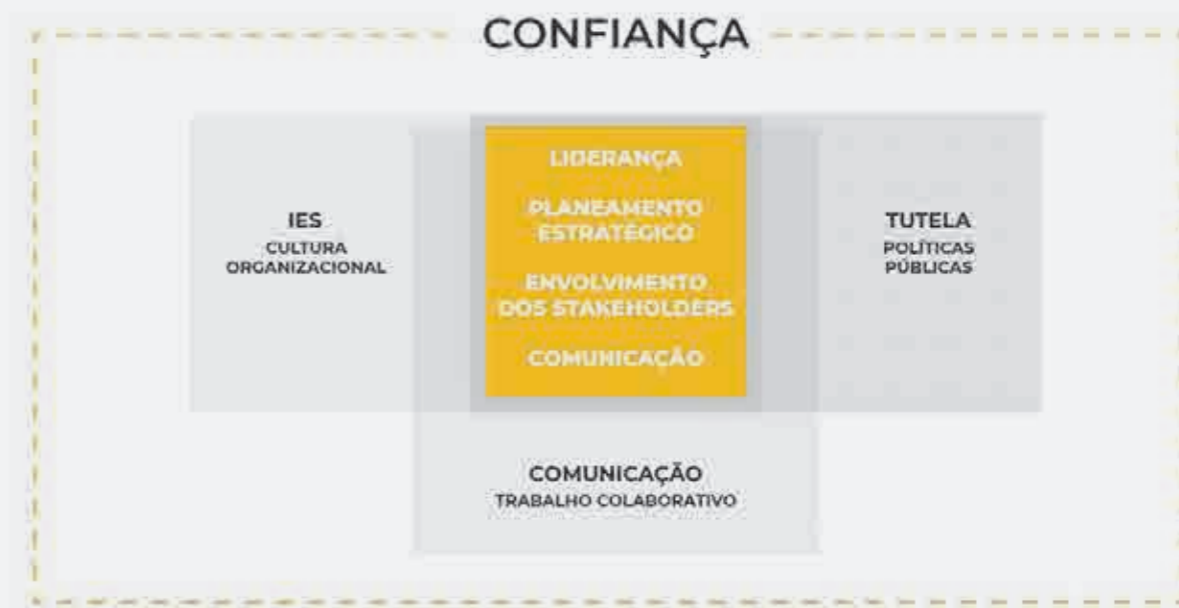 CONFIANÇA
LIDERANÇA
PLANEAMENTO
ESTRATÉGICO
ENVOLVIMENTO
DOS STAKEHOLDERS
COMUNICAÇÃO
IES
CULTURA
ORGANIZACIONAL
TUTELA
POLÍTICAS
PÚBLICAS
COMUNICAÇÃO
TRABALHO COLABORATIVO